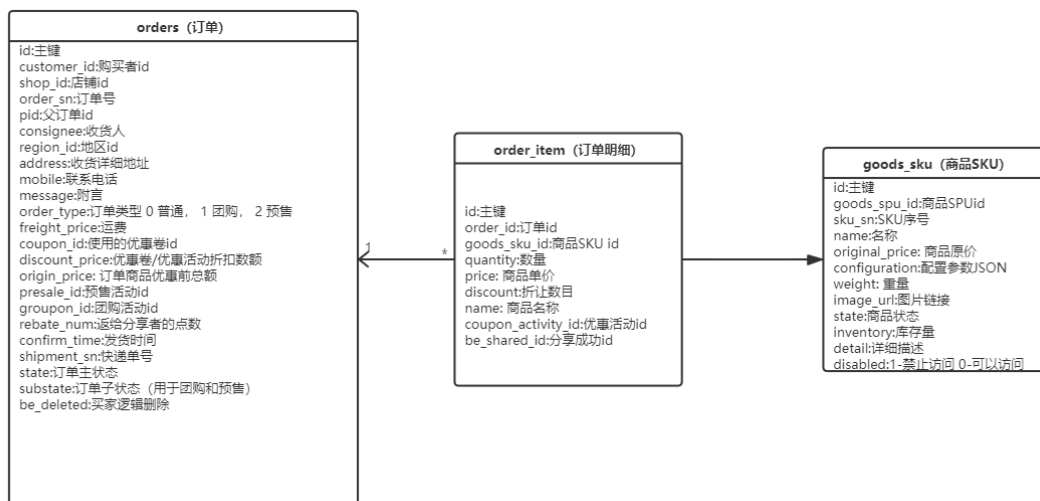 orders（订单）
id:主键
customer_id:购买者id
shop_id:店铺id
order_sn:订单号
pid:父订单id
consignee:收货人
region_id:地区id
address:收货详细地址
mobile:联系电话
message:附言
order_type:订单类型 0 普通， 1 团购， 2 预售
freight_price:运费
coupon_id:使用的优惠卷id
discount_price:优惠卷/优惠活动折扣数额
origin_price: 订单商品优惠前总额
presale_id:预售活动id
groupon_id:团购活动id
rebate_num:返给分享者的点数
confirm_time:发货时间
shipment_sn:快递单号
state:订单主状态
substate:订单子状态（用于团购和预售）
be_deleted:买家逻辑删除
1
*
order_item（订单明细）
id:主键
order_id:订单id
goods_sku_id:商品SKU id
quantity:数量
price: 商品单价
discount:折让数目
name: 商品名称
coupon_activity_id:优惠活动id
be_shared_id:分享成功id
goods_sku（商品SKU）
id:主键
goods_spu_id:商品SPUid
sku_sn:SKU序号
name:名称
original_price: 商品原价
configuration:配置参数JSON
weight: 重量
image_url:图片链接
state:商品状态
inventory:库存量
detail:详细描述
disabled:1-禁止访问 0-可以访问